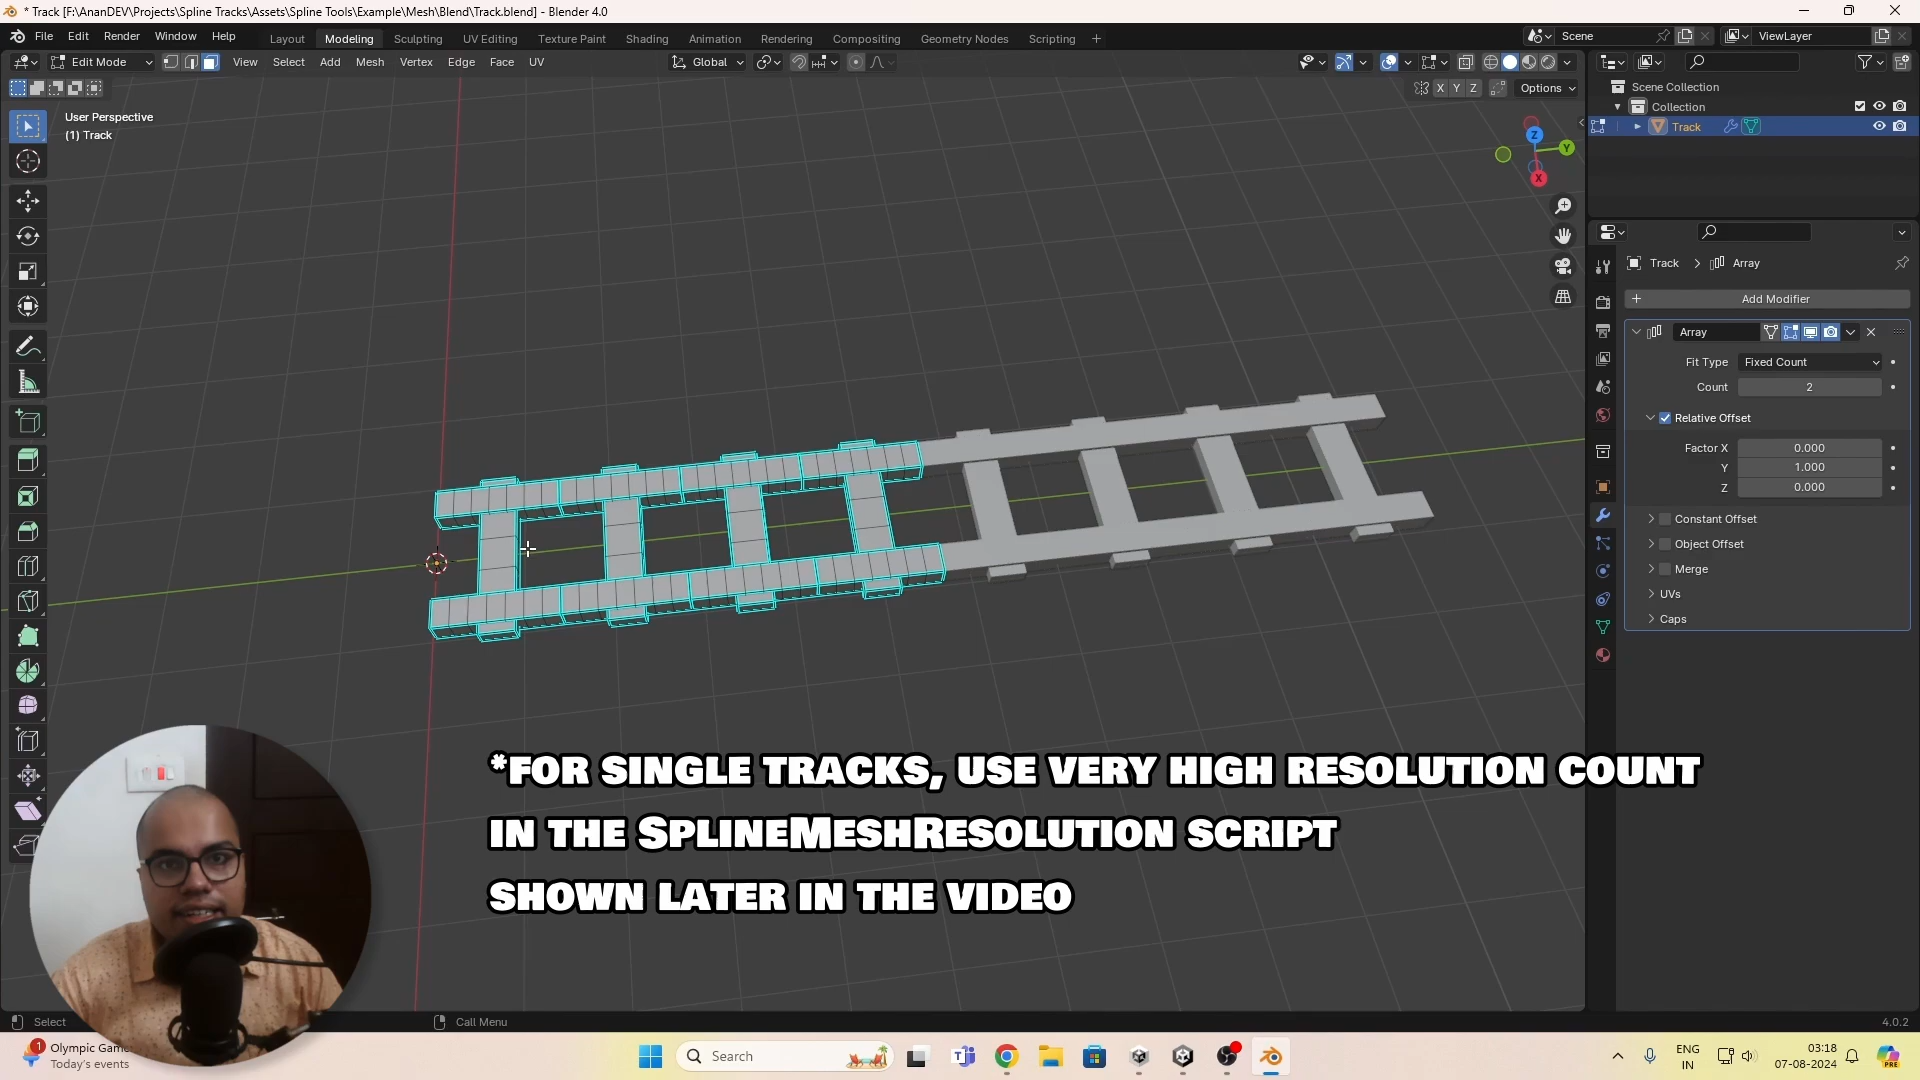 * Track [F:\AnanDEV\Projects\Spline Tracks\Assets\Spline Tools\Example\Mesh\Blend\Track.blend] - Blender 4.0
File Edit Render Window Help
Layout Modeling Sculpting UV Editing Texture Paint Shading Animation Rendering Compositing Geometry Nodes Scripting +
Scene
ViewLayer
Edit Mode
View Select Add Mesh Vertex Edge Face UV
Global
X Y Z
Options
User Perspective
(1) Track
Z
Y
X
Scene Collection
Collection
Track
Track > Array
+ Add Modifier
Array
Fit Type Fixed Count
Count 2
Relative Offset
Factor X 0.000
Y 1.000
Z 0.000
Constant Offset
Object Offset
Merge
UVs
Caps
*FOR SINGLE TRACKS, USE VERY HIGH RESOLUTION COUNT
IN THE SPLINEMESHRESOLUTION SCRIPT
SHOWN LATER IN THE VIDEO
Select
Call Menu
4.0.2
1
Olympic Gam
Today's events
Search
ENG
IN
03:18
07-08-2024
PRE